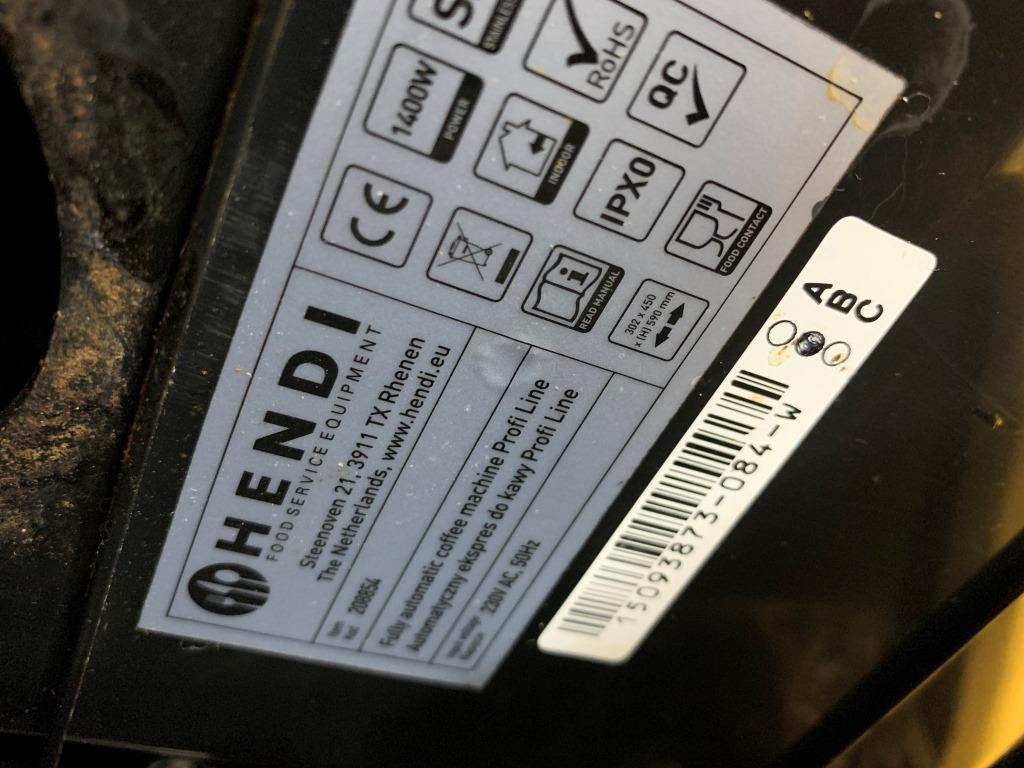 HENDI
FOOD SERVICE EQUIPMENT
Steenoven 21, 3911 TX Rhenen
The Netherlands, www.hendi.eu
Item
208854
Fully automatic coffee machine Profi Line
Automatyczny ekspres do kawy Profi Line
230V AC, 50Hz
STAINLESS
RoHS
QC
1400W
POWER
INDOOR
IPX0
FOOD CONTACT
CE
READ MANUAL
302 x 450
x (H) 590 mm
A
B
C
15093873-084-W